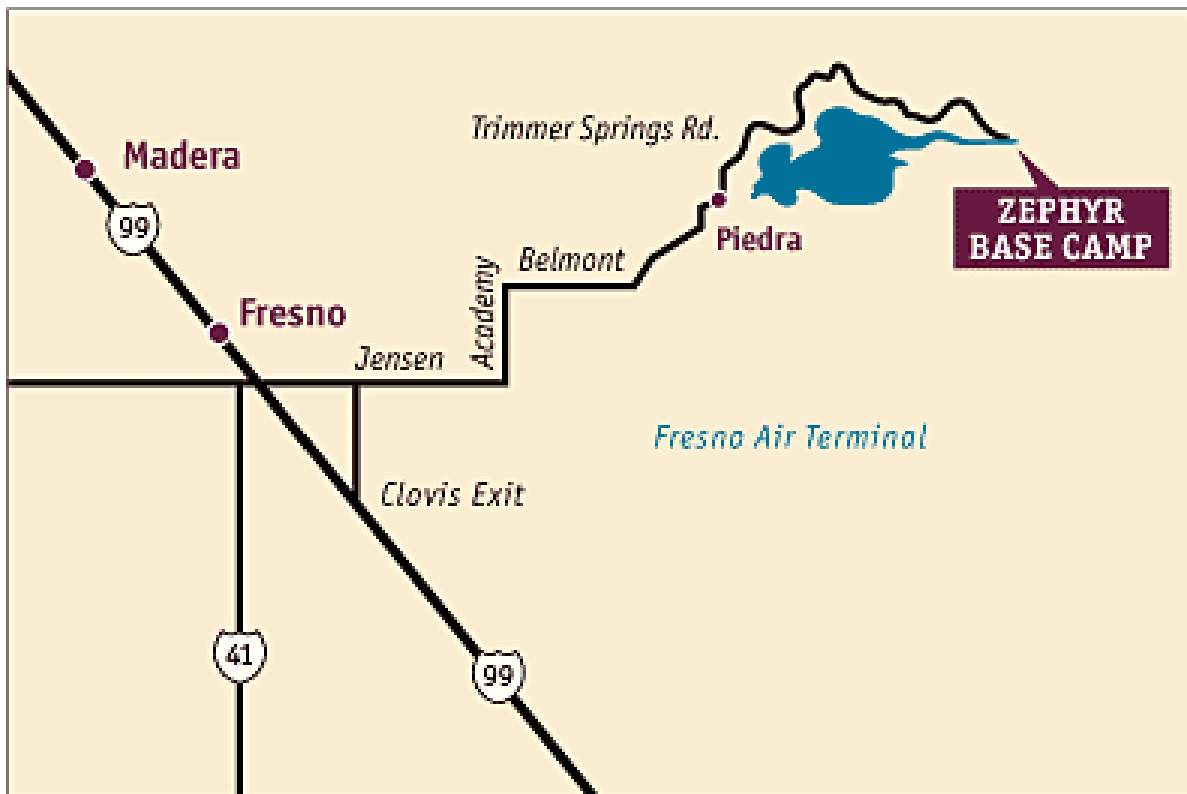 Trimmer Springs Rd.
Madera
99
Piedra
ZEPHYR
BASE CAMP
Belmont
Academy
Fresno
Jensen
Fresno Air Terminal
Clovis Exit
41
99